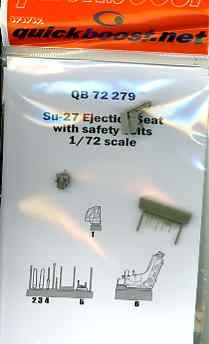 www.
quickboost.net
QB 72 279
Su-27 Ejection Seat
with safety belts
1/72 scale
1
2 3 4 5 6